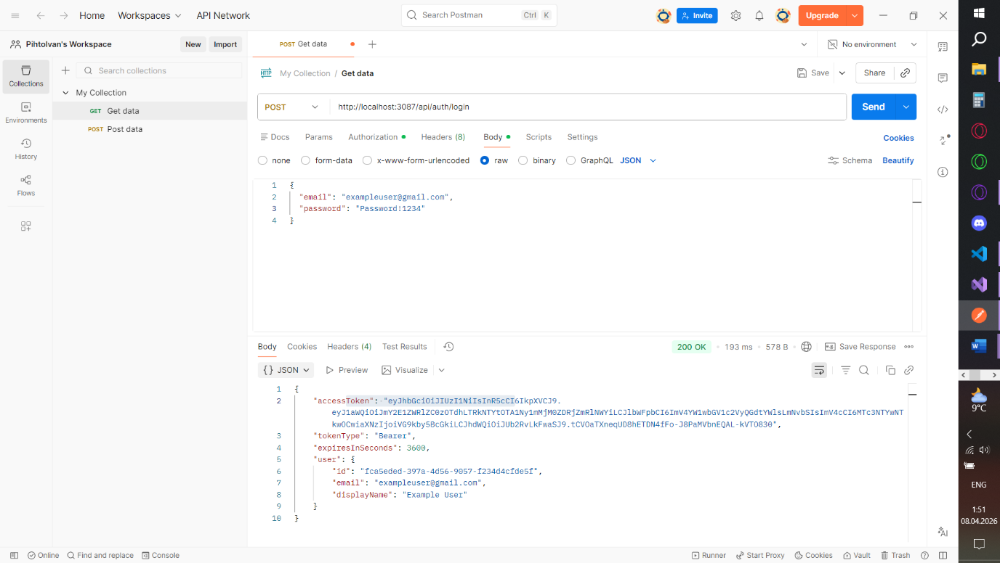 Home
Workspaces
API Network
Search Postman
Ctrl
K
Invite
Upgrade
Pihtolvan's Workspace
New
Import
POST Get data
No environment
Collections
Environments
History
Flows
Search collections
My Collection
GET Get data
POST Post data
HTTP
My Collection / Get data
Save
Share
POST
http://localhost:3087/api/auth/login
Send
Docs
Params
Authorization
Headers (8)
Body
Scripts
Settings
Cookies
none
form-data
x-www-form-urlencoded
raw
binary
GraphQL
JSON
Schema
Beautify
1 {
2 "email": "exampleuser@gmail.com",
3 "password": "Password!1234"
4 }
Body
Cookies
Headers (4)
Test Results
200 OK
193 ms
578 B
e.g.
Save Response
{} JSON
Preview
Visualize
1 {
2 "accessToken": "eyJhbGciOiJIUzI1NiIsInR5cCI6IkpXVCJ9.
3 "tokenType": "Bearer",
4 "expiresInSeconds": 3600,
5 "user": {
6 "id": "fca5eded-397a-4d56-9057-f234d4cfde5f",
7 "email": "exampleuser@gmail.com",
8 "displayName": "Example User"
9 }
10 }
Online
Find and replace
Console
Runner
Start Proxy
Cookies
Vault
Trash
AI
W
9°C
ENG
1:51
08.04.2026